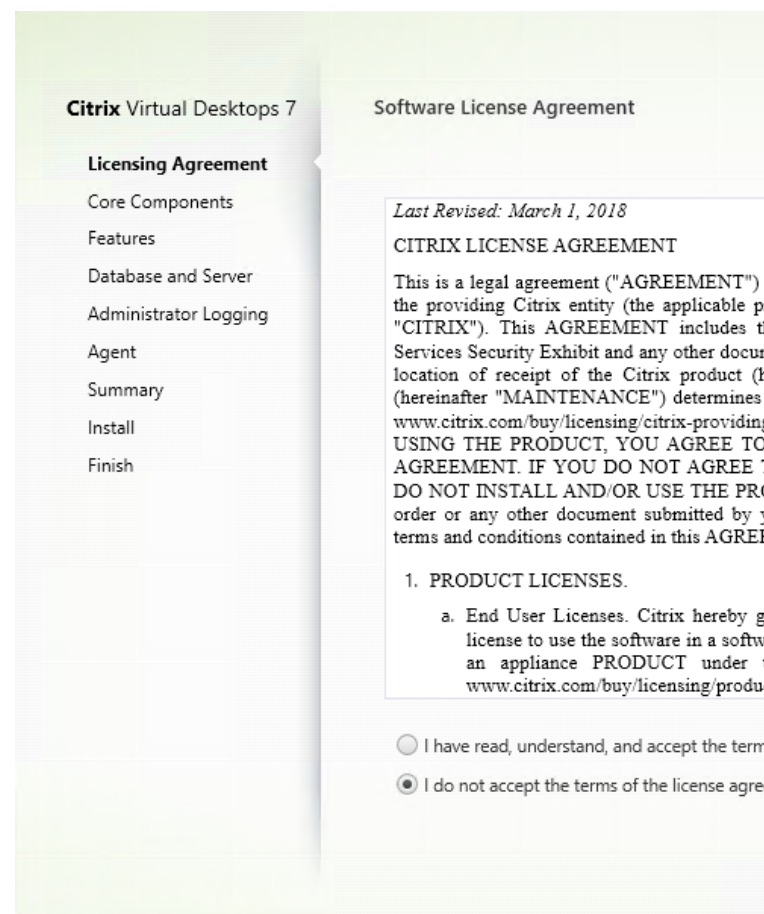 Citrix Virtual Desktops 7
Licensing Agreement
Core Components
Features
Database and Server
Administrator Logging
Agent
Summary
Install
Finish
Software License Agreement
Last Revised: March 1, 2018
CITRIX LICENSE AGREEMENT
This is a legal agreement ("AGREEMENT")
the providing Citrix entity (the applicable
"CITRIX"). This AGREEMENT includes
Services Security Exhibit and any other
location of receipt of the Citrix product
(hereinafter "MAINTENANCE") determines
www.citrix.com/buy/licensing/citrix-providing
USING THE PRODUCT, YOU AGREE TO
AGREEMENT. IF YOU DO NOT AGREE
DO NOT INSTALL AND/OR USE THE
order or any other document submitted by
terms and conditions contained in this
1. PRODUCT LICENSES.
a. End User Licenses. Citrix hereby
license to use the software in a
an appliance PRODUCT under
www.citrix.com/buy/licensing/produ
I have read, understand, and accept the
I do not accept the terms of the license